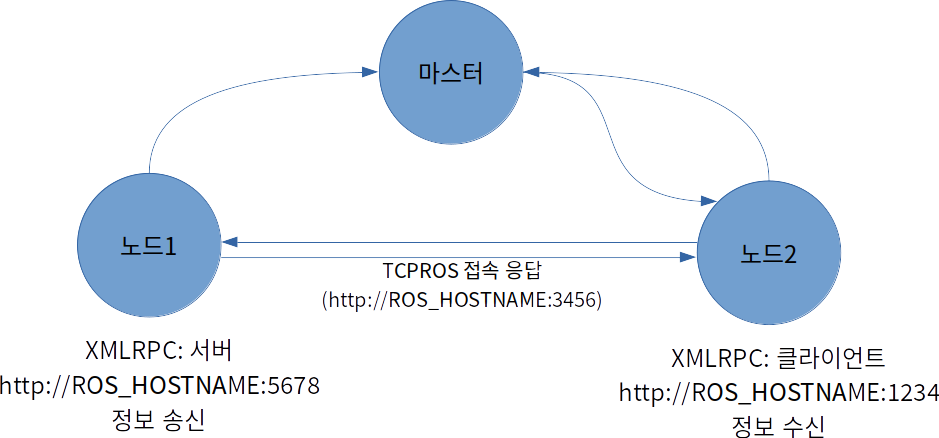 마스터
노드1
노드2
TCPROS 접속 응답
(http://ROS_HOSTNAME:3456)
XMLRPC: 서버
http://ROS_HOSTNAME:5678
정보 송신
XMLRPC: 클라이언트
http://ROS_HOSTNAME:1234
정보 수신